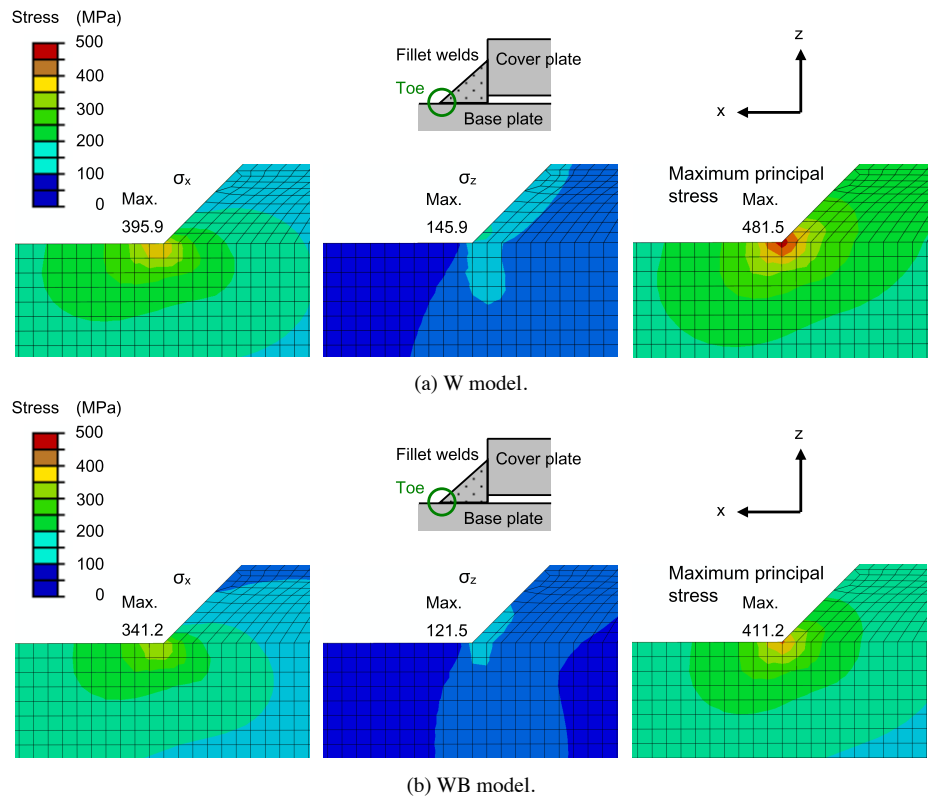 Stress (MPa)
500
400
300
200
100
0
Fillet welds
Cover plate
Toe
Base plate
z
x
σx
Max.
395.9
σz
Max.
145.9
Maximum principal
stress Max.
481.5
(a) W model.
Stress (MPa)
500
400
300
200
100
0
Fillet welds
Cover plate
Toe
Base plate
z
x
σx
Max.
341.2
σz
Max.
121.5
Maximum principal
stress Max.
411.2
(b) WB model.